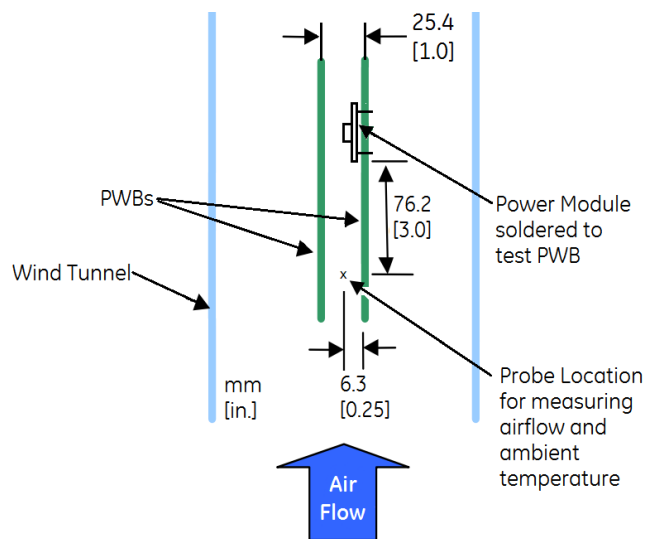 25.4
[1.0]
PWBs
76.2
[3.0]
Power Module
soldered to
test PWB
Wind Tunnel
x
mm
[in.]
6.3
[0.25]
Probe Location
for measuring
airflow and
ambient
temperature
Air
Flow